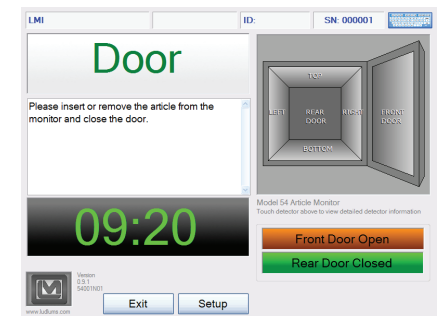 LMI ID: SN: 000001
Door
Please insert or remove the article from the
monitor and close the door.
TOP
LEFT REAR DOOR RIGHT FRONT DOOR
BOTTOM
Model 54 Article Monitor
Touch detector above to view detailed detector information.
09:20
Front Door Open
Rear Door Closed
Version
0.9.1
54001N01
www.ludlums.com
Exit Setup